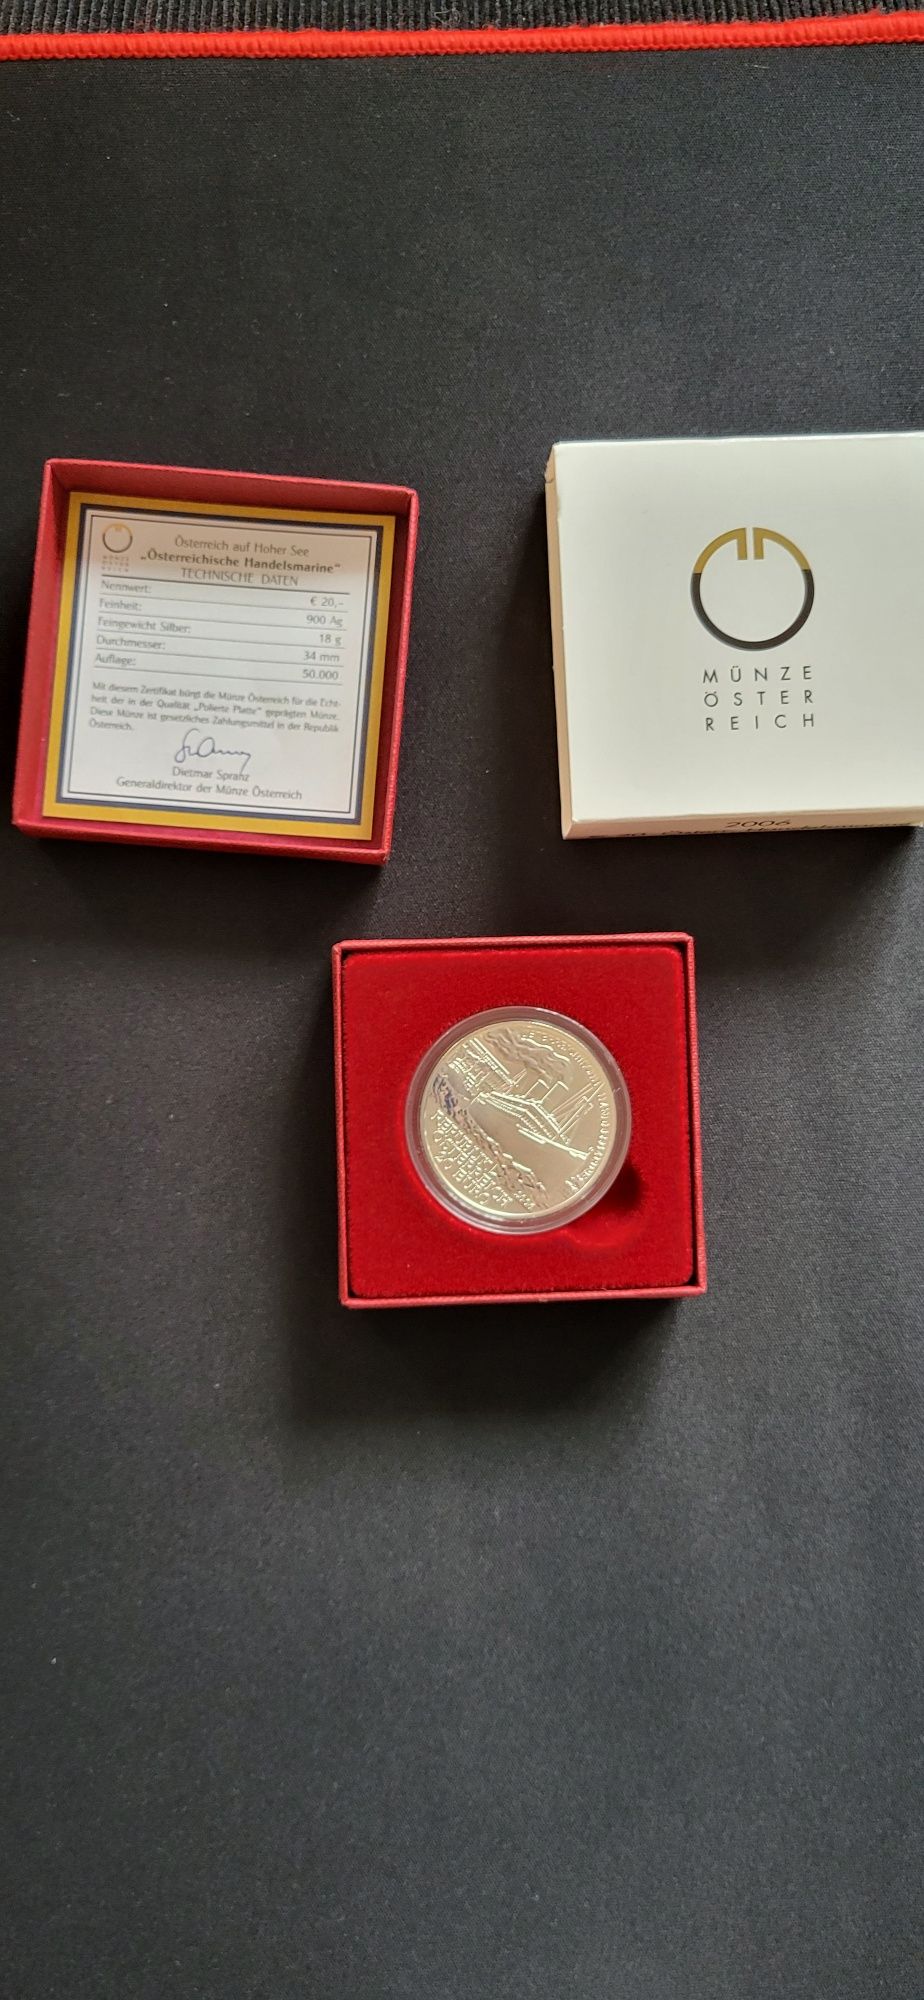 MÜNZE
ÖSTER
REICH
Österreich auf Hoher See
„Österreichische Handelsmarine“
TECHNISCHE DATEN
Nennwert: € 20,-
Feinheit: 900 Ag
Feingewicht Silber: 18 g
Durchmesser: 34 mm
Auflage: 50.000
Mit diesem Zertifikat bürgt die Münze Österreich für die Echt-
heit der in der Qualität „Polierte Platte“ geprägten Münze.
Diese Münze ist gesetzliches Zahlungsmittel in der Republik
Österreich.
Dietmar Spranz
Generaldirektor der Münze Österreich
MÜNZE
ÖSTER
REICH
2006